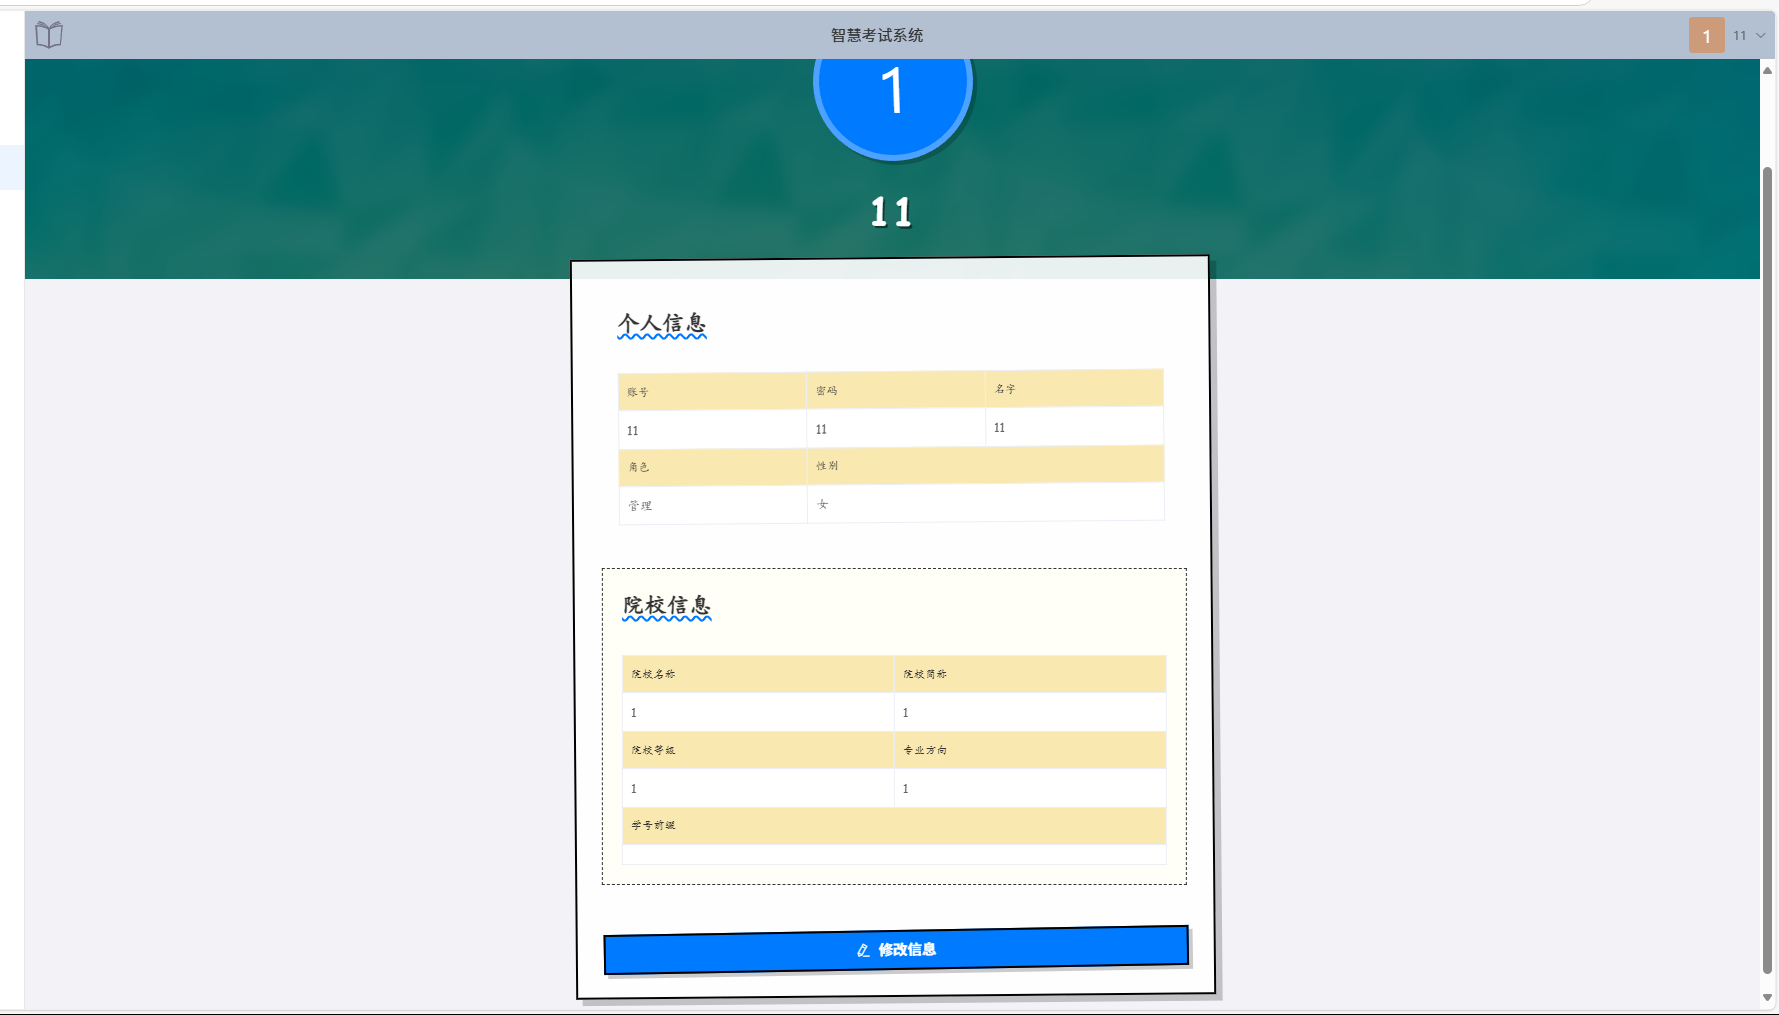 智慧考试系统
1
11
1
11
个人信息
账号 密码 名字
11 11 11
角色 性别
管理 女
院校信息
院校名称 院校简称
1 1
院校等级 专业方向
1 1
学号前缀
修改信息